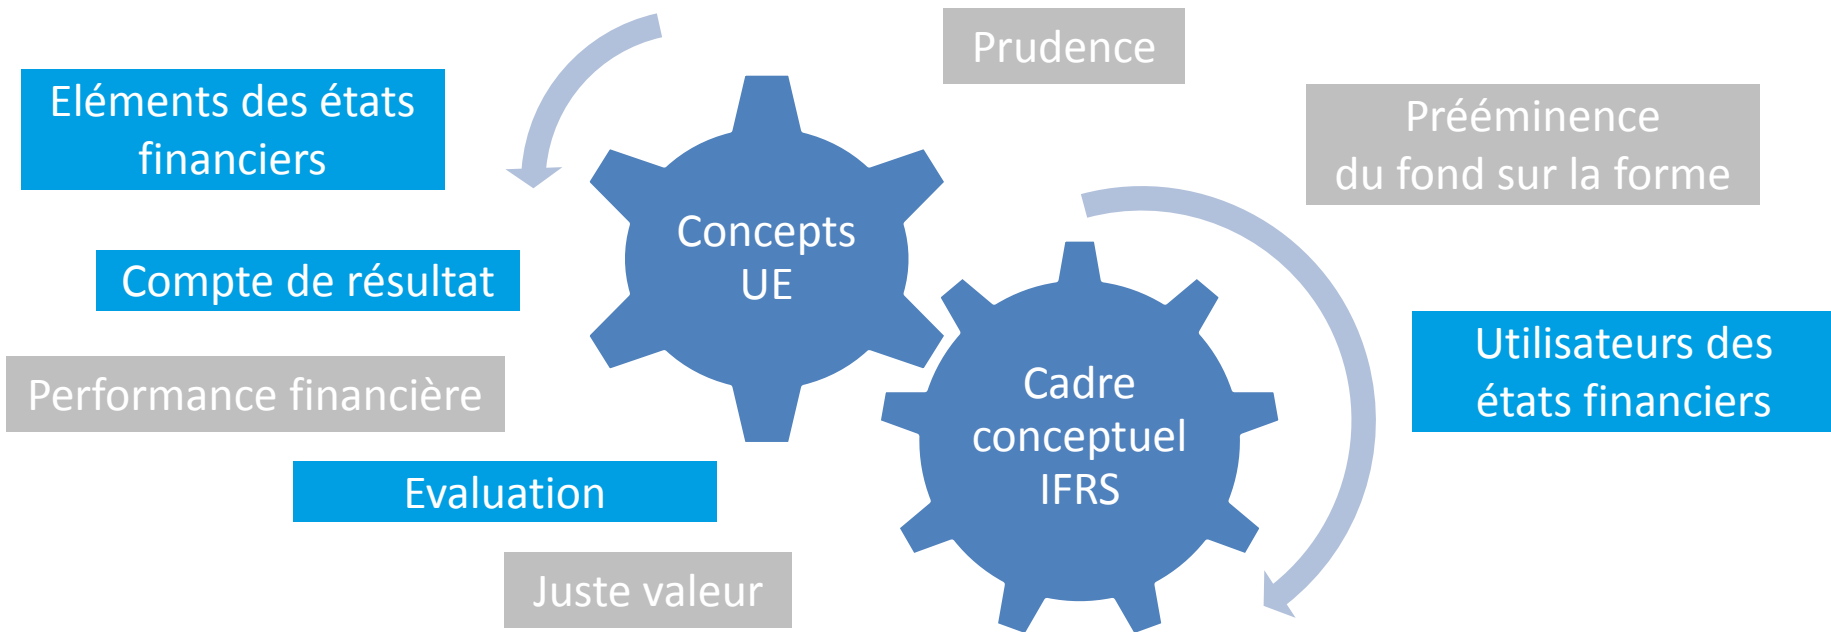 Prudence
Eléments des états
financiers
Prééminence
du fond sur la forme
Concepts
UE
Compte de résultat
Utilisateurs des
états financiers
Performance financière
Cadre
conceptuel
IFRS
Evaluation
Juste valeur